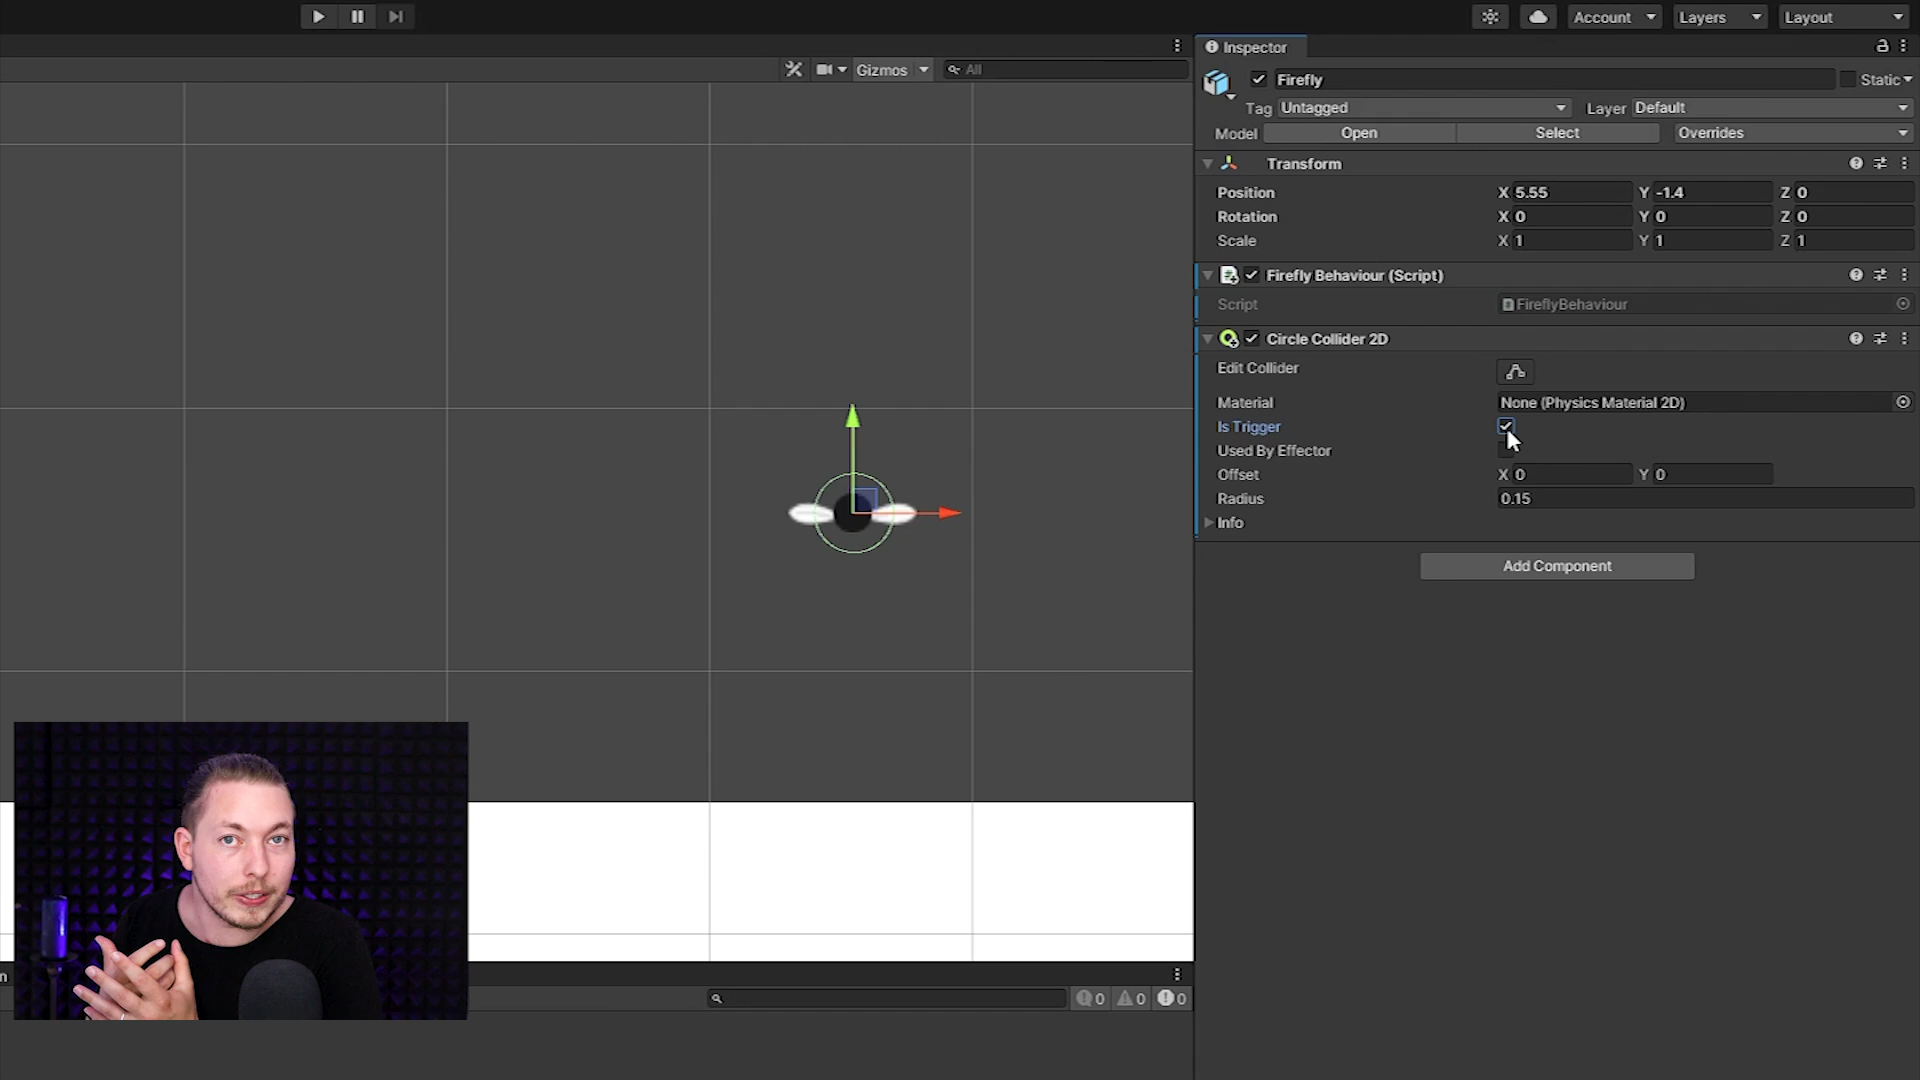 Account Layers Layout
Inspector
Gizmos All
Firefly Static
Tag Untagged Layer Default
Model Open Select Overrides
Transform
Position X 5.55 Y -1.4 Z 0
Rotation X 0 Y 0 Z 0
Scale X 1 Y 1 Z 1
Firefly Behaviour (Script)
Script FireflyBehaviour
Circle Collider 2D
Edit Collider
Material None (Physics Material 2D)
Is Trigger
Used By Effector
Offset X 0 Y 0
Radius 0.15
Info
Add Component
n
0 0 0